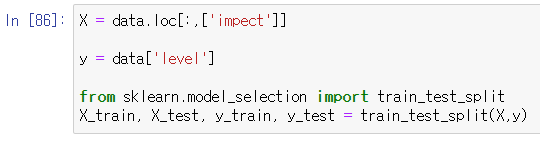 In [86]:
X = data.loc[:,['impect']]
y = data['level']
from sklearn.model_selection import train_test_split
X_train, X_test, y_train, y_test = train_test_split(X,y)